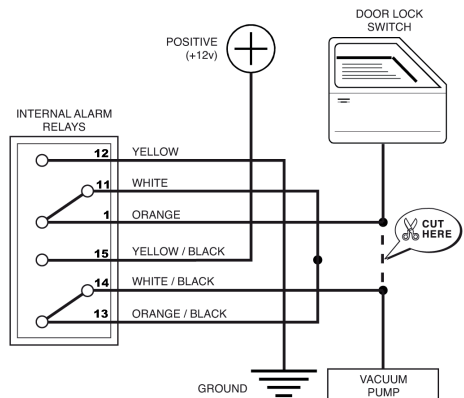 DOOR LOCK
SWITCH
POSITIVE
(+12v)
INTERNAL ALARM
RELAYS
12 YELLOW
11 WHITE
1 ORANGE
CUT
HERE
15 YELLOW / BLACK
14 WHITE / BLACK
13 ORANGE / BLACK
GROUND
VACUUM
PUMP